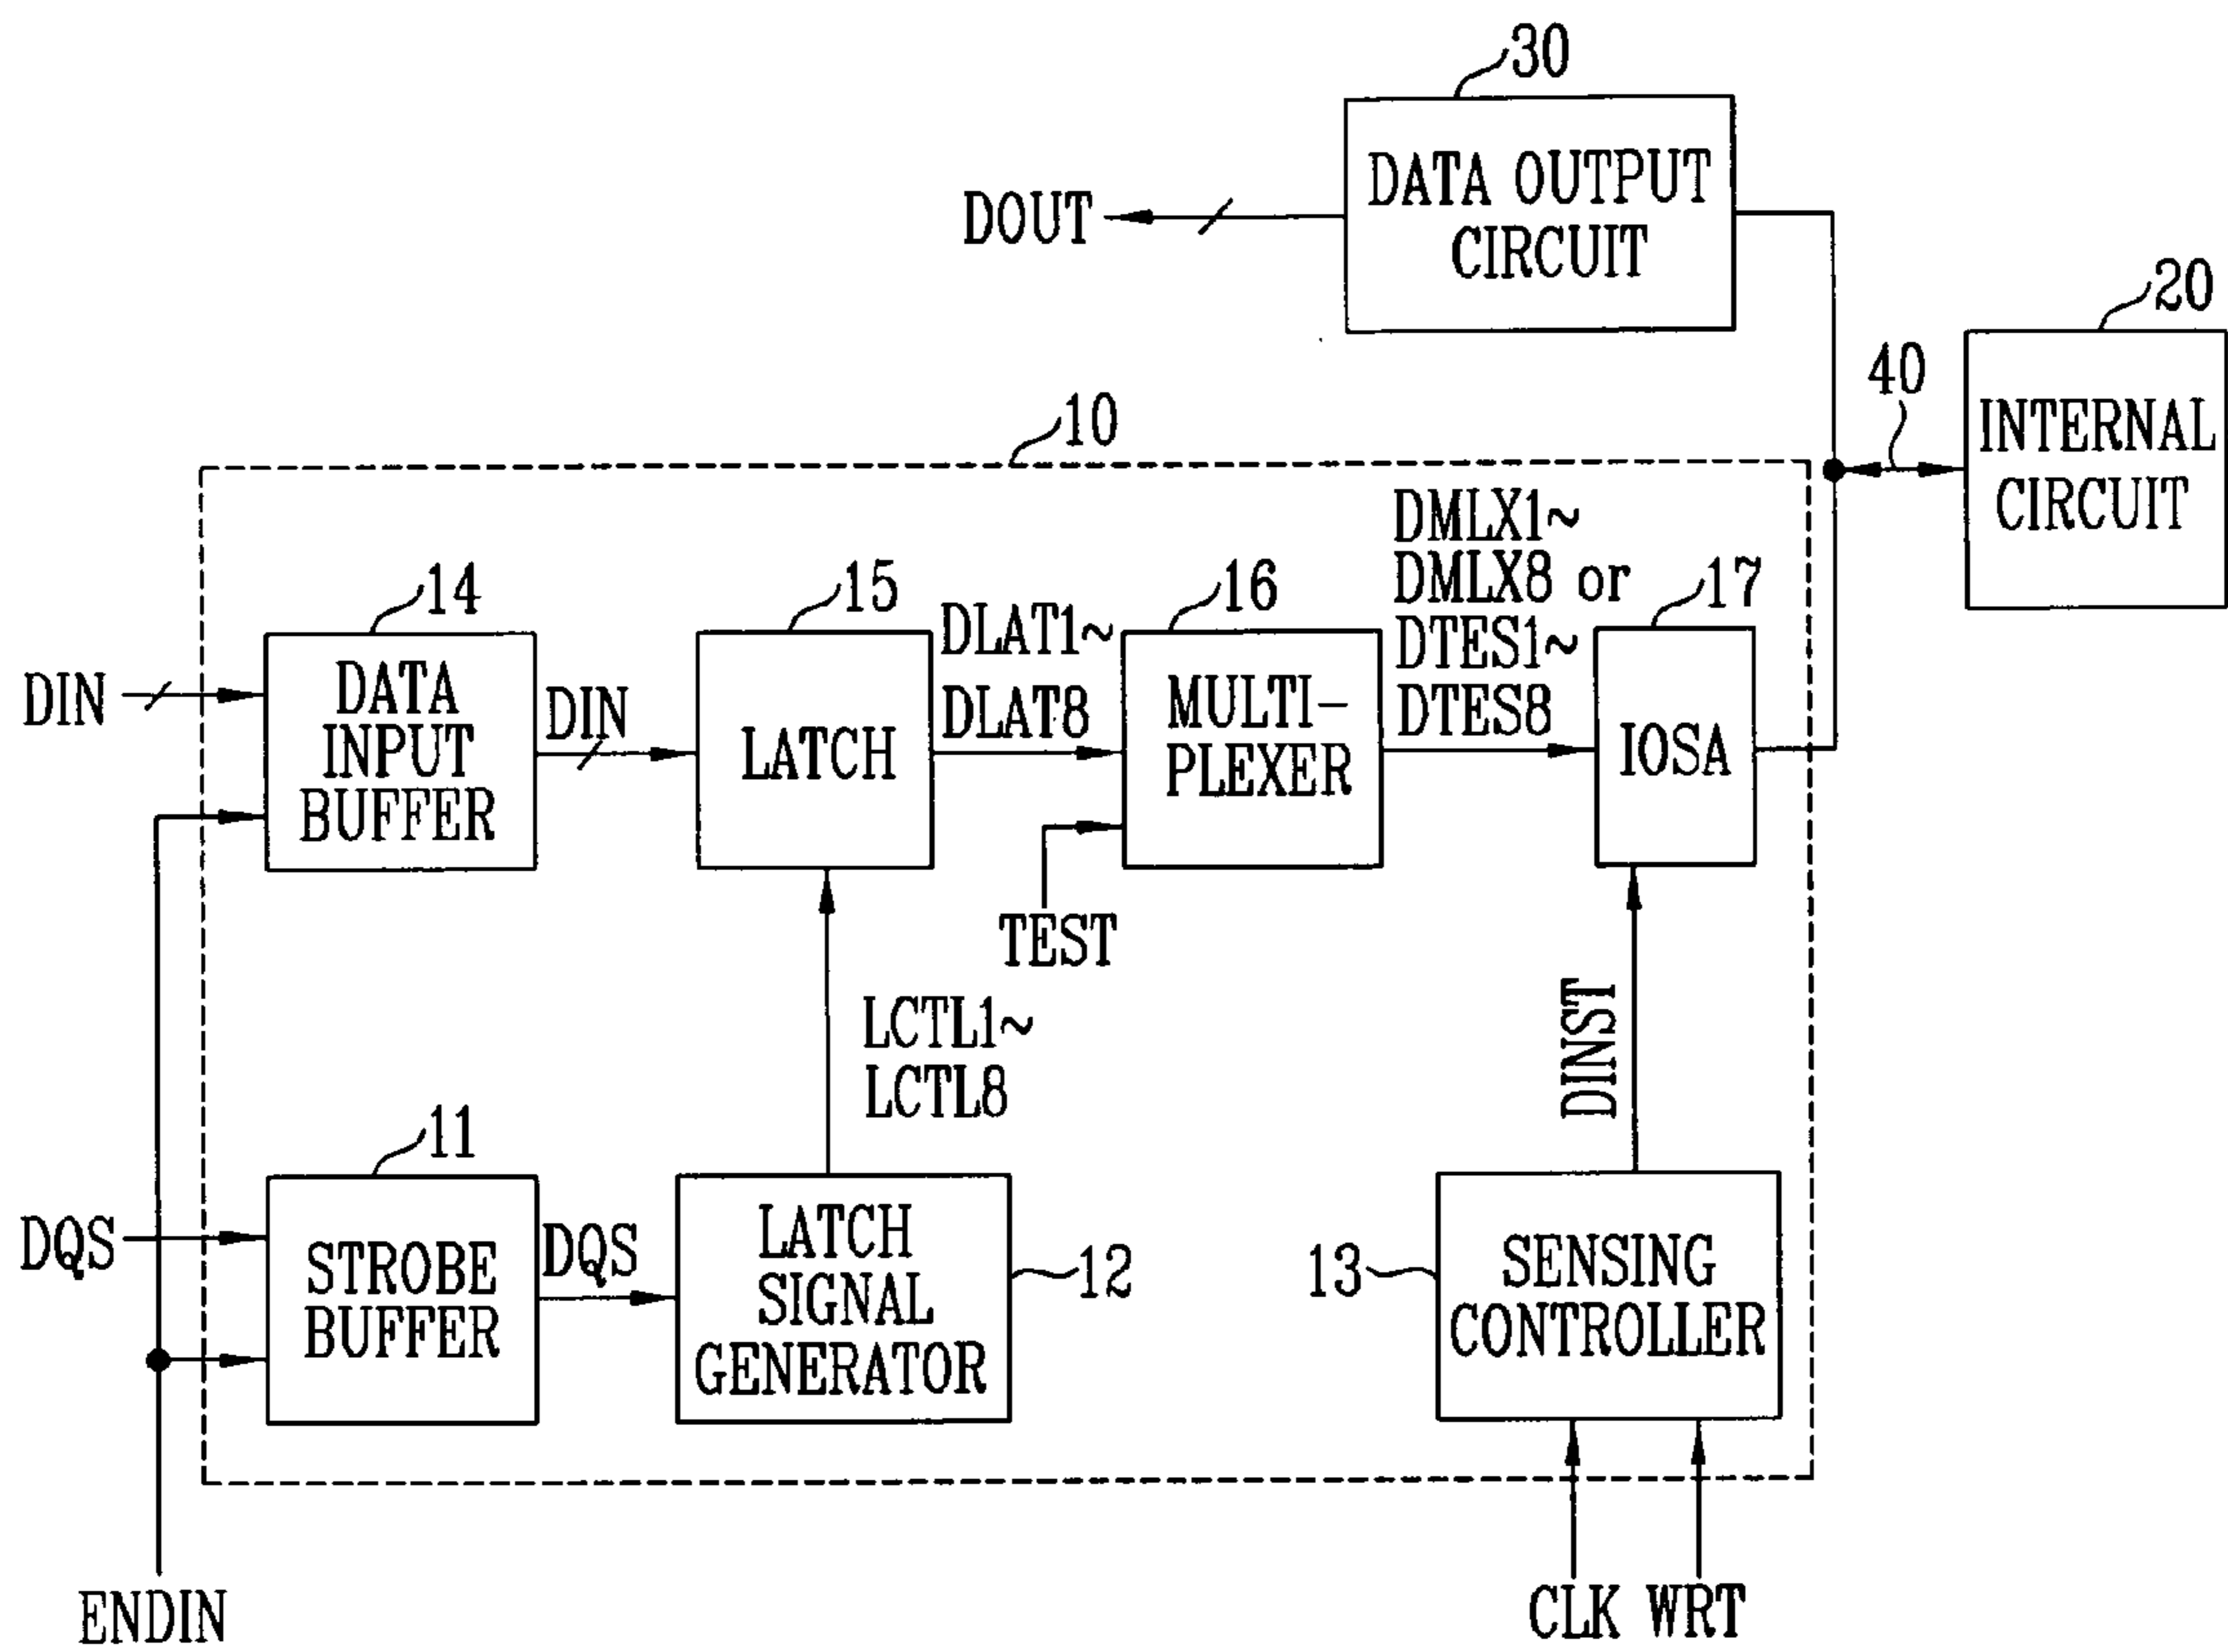 30
DATA OUTPUT
CIRCUIT
DOUT
20
INTERNAL
CIRCUIT
40
10
DMLX1~
DMLX8 or
DTES1~
DTES8
14
DATA
INPUT
BUFFER
DIN
DIN
15
LATCH
DLAT1~
DLAT8
16
MULTI-
PLEXER
17
IOSA
TEST
LCTL1~
LCTL8
DINST
11
STROBE
BUFFER
DQS
DQS
LATCH
SIGNAL
GENERATOR
12
13
SENSING
CONTROLLER
ENDIN
CLK WRT